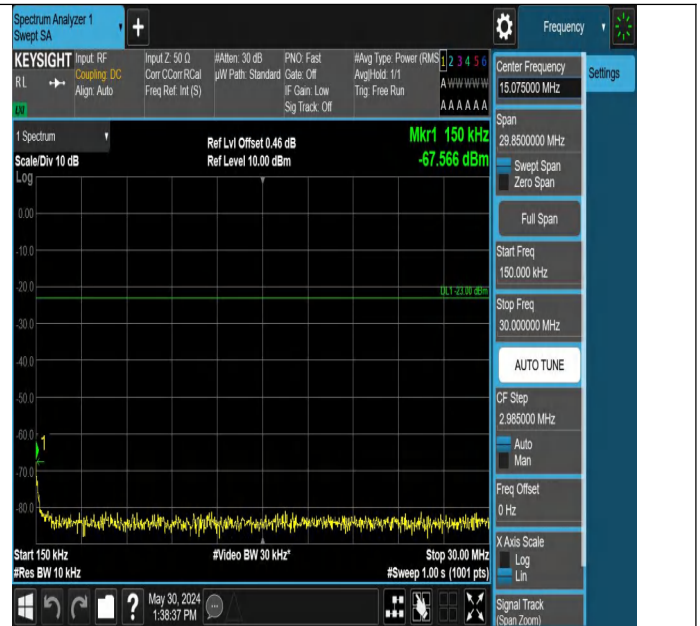 Spectrum Analyzer 1
Swept SA
+
Frequency
KEYSIGHT
RL
LXI
Input: RF
Coupling: DC
Align: Auto
Input Z: 50 Ω
Corr CCorr RCal
Freq Ref: Int (S)
#Atten: 30 dB
µW Path: Standard
PNO: Fast
Gate: Off
IF Gain: Low
Sig Track: Off
#Avg Type: Power (RMS
Avg|Hold: 1/1
Trig: Free Run
1 2 3 4 5 6
A W W W W W
A A A A A A
1 Spectrum
Scale/Div 10 dB
Log
Ref Lvl Offset 0.46 dB
Ref Level 10.00 dBm
Mkr1 150 kHz
-67.566 dBm
0.00
-10.0
-20.0
DL1 -23.00 dBm
-30.0
-40.0
-50.0
-60.0
1
-70.0
-80.0
Start 150 kHz
#Video BW 30 kHz*
Stop 30.00 MHz
#Res BW 10 kHz
#Sweep 1.00 s (1001 pts)
?
May 30, 2024
1:38:37 PM
Center Frequency
15.075000 MHz
Settings
Span
29.8500000 MHz
Swept Span
Zero Span
Full Span
Start Freq
150.000 kHz
Stop Freq
30.000000 MHz
AUTO TUNE
CF Step
2.985000 MHz
Auto
Man
Freq Offset
0 Hz
X Axis Scale
Log
Lin
Signal Track
(Span Zoom)